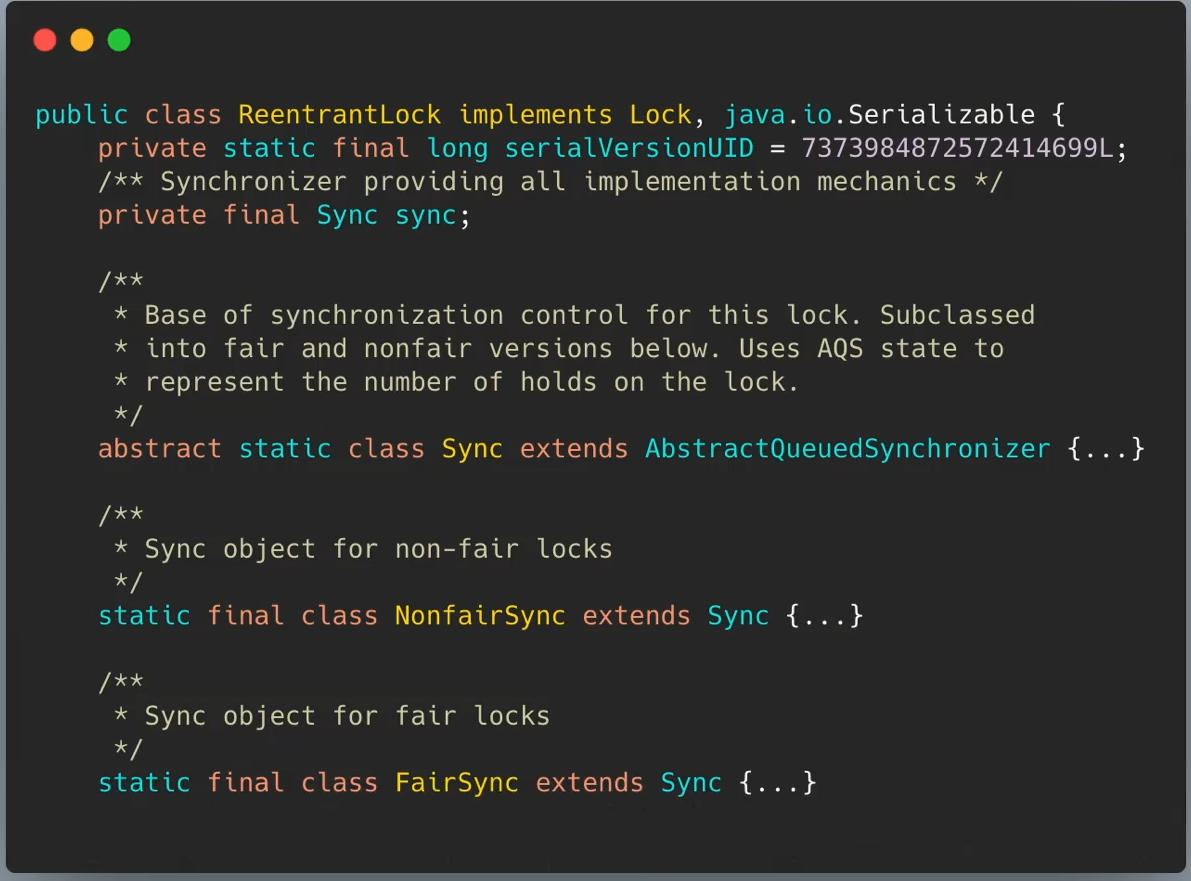 public class ReentrantLock implements Lock, java.io.Serializable {
    private static final long serialVersionUID = 7373984872572414699L;
    /** Synchronizer providing all implementation mechanics */
    private final Sync sync;

    /**
     * Base of synchronization control for this lock. Subclassed
     * into fair and nonfair versions below. Uses AQS state to
     * represent the number of holds on the lock.
     */
    abstract static class Sync extends AbstractQueuedSynchronizer {...}

    /**
     * Sync object for non-fair locks
     */
    static final class NonfairSync extends Sync {...}

    /**
     * Sync object for fair locks
     */
    static final class FairSync extends Sync {...}